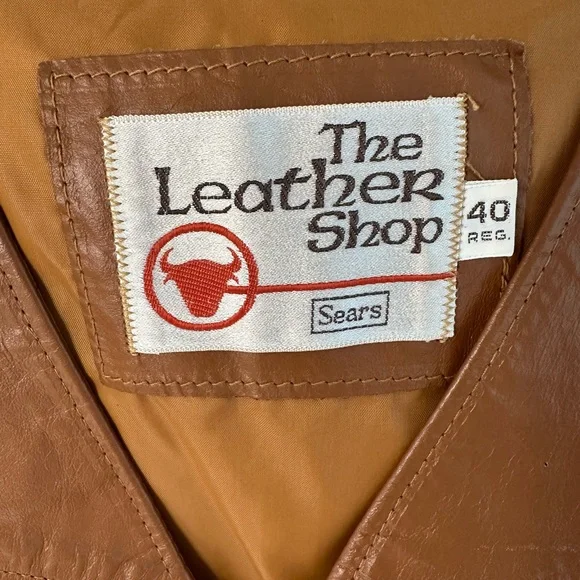 The
Leather
Shop
40
REG.
Sears